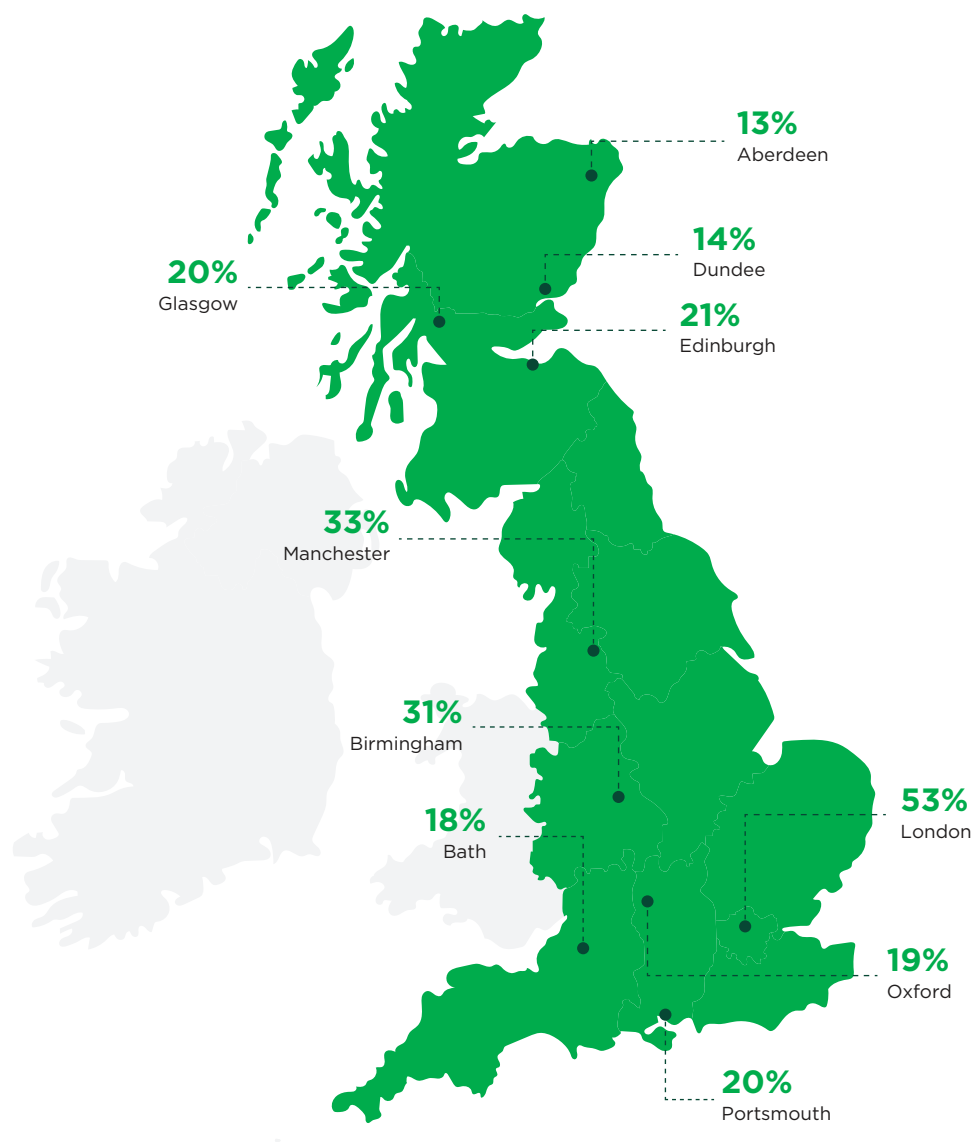 13%
Aberdeen
14%
Dundee
20%
Glasgow
21%
Edinburgh
33%
Manchester
31%
Birmingham
53%
London
18%
Bath
19%
Oxford
20%
Portsmouth